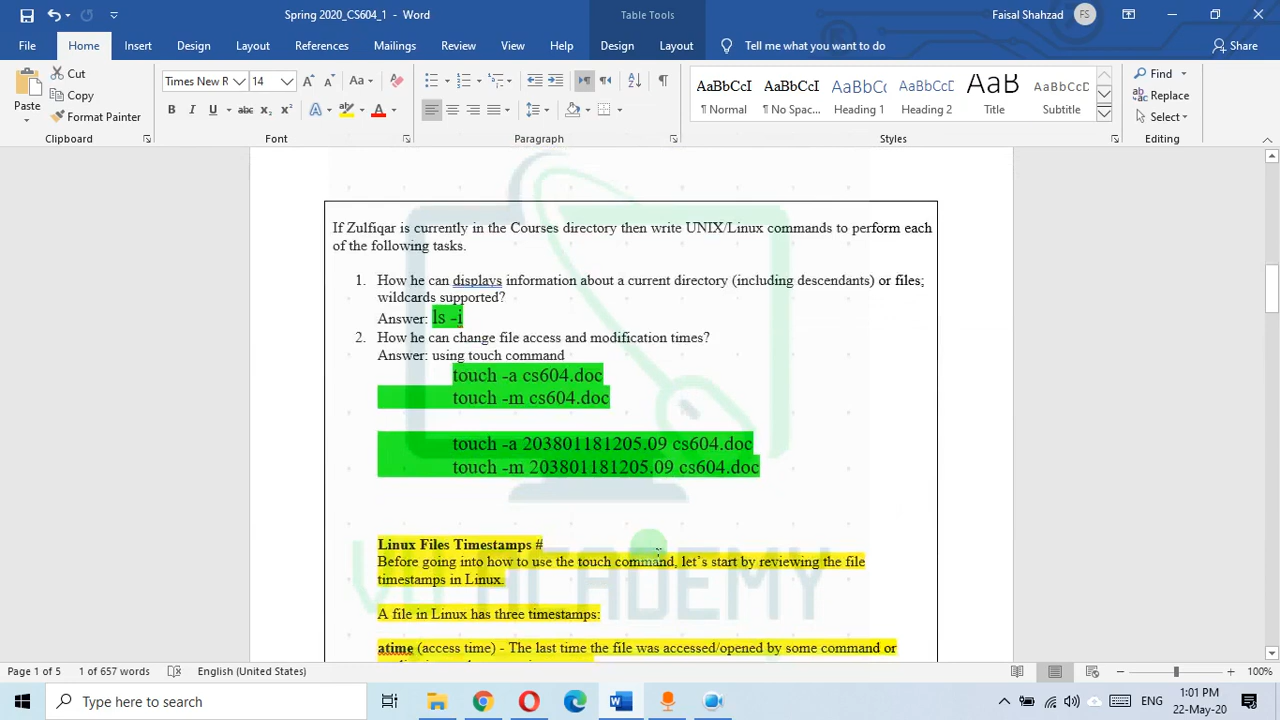 Spring 2020_CS604_1 - Word
Table Tools
Faisal Shahzad
FS
File
Home
Insert
Design
Layout
References
Mailings
Review
View
Help
Design
Layout
Tell me what you want to do
Share
Paste
Cut
Copy
Format Painter
Clipboard
Times New R
14
Aa
B I U abc x₂ x²
A
Font
Paragraph
AaBbCcI
¶ Normal
AaBbCcI
¶ No Spac...
AaBbCc
Heading 1
AaBbCcD
Heading 2
AaB
Title
AaBbCcD
Subtitle
Styles
Find
Replace
Select
Editing
If Zulfiqar is currently in the Courses directory then write UNIX/Linux commands to perform each
of the following tasks.
1. How he can displays information about a current directory (including descendants) or files;
wildcards supported?
Answer: ls –i
2. How he can change file access and modification times?
Answer: using touch command
touch -a cs604.doc
touch -m cs604.doc
touch -a 203801181205.09 cs604.doc
touch -m 203801181205.09 cs604.doc
Linux Files Timestamps #
Before going into how to use the touch command, let’s start by reviewing the file
timestamps in Linux.
A file in Linux has three timestamps:
atime (access time) - The last time the file was accessed/opened by some command or
VU ACADEMY
Page 1 of 5
1 of 657 words
English (United States)
100%
Type here to search
ENG
1:01 PM
22-May-20